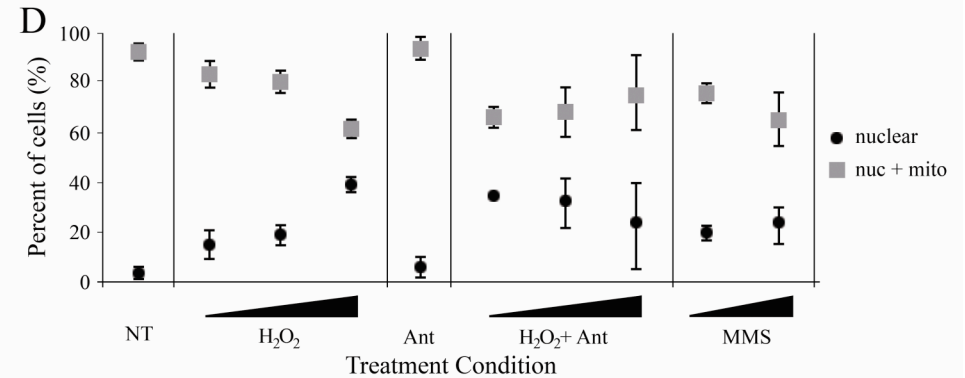 D
Percent of cells (%)
100
80
60
40
20
0
nuclear
nuc + mito
NT
H₂O₂
Ant
H₂O₂+ Ant
MMS
Treatment Condition